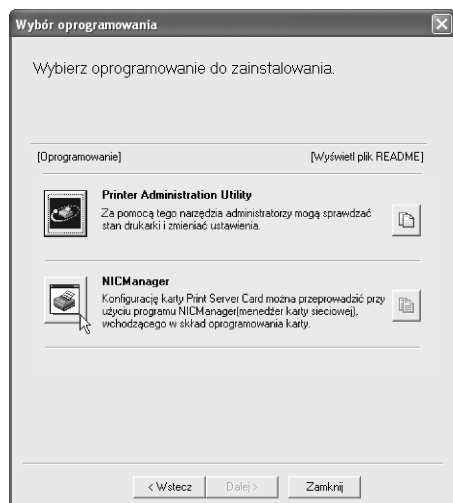 Wybór oprogramowania
Wybierz oprogramowanie do zainstalowania.
[Oprogramowanie] [Wyświetl plik README]
Printer Administration Utility
Za pomocą tego narzędzia administratorzy mogą sprawdzać
stan drukarki i zmieniać ustawienia.
NICManager
Konfigurację karty Print Server Card można przeprowadzić przy
użyciu programu NICManager(menedżer karty sieciowej),
wchodzącego w skład oprogramowania karty.
< Wstecz Dalej > Zamknij